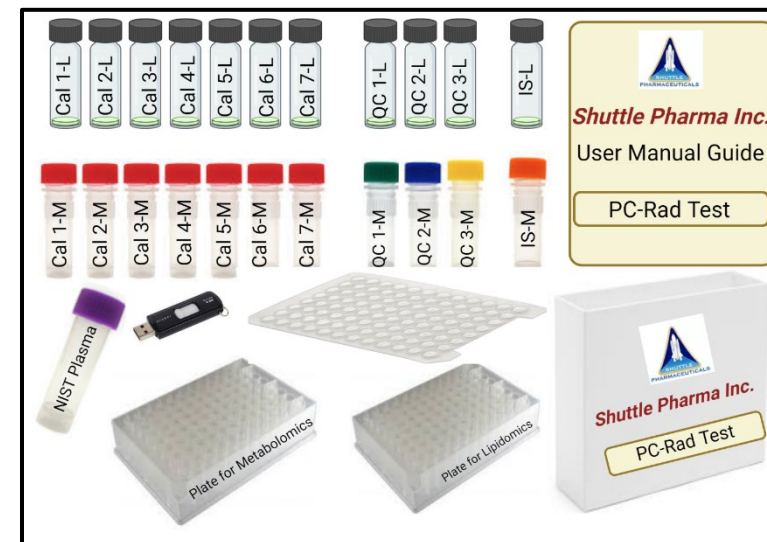 Cal 1-L
Cal 2-L
Cal 3-L
Cal 4-L
Cal 5-L
Cal 6-L
Cal 7-L
QC 1-L
QC 2-L
QC 3-L
IS-L
SHUTTLE
PHARMACEUTICALS
Shuttle Pharma Inc.
User Manual Guide
PC-Rad Test
Cal 1-M
Cal 2-M
Cal 3-M
Cal 4-M
Cal 5-M
Cal 6-M
Cal 7-M
QC 1-M
QC 2-M
QC 3-M
IS-M
NIST Plasma
Plate for Metabolomics
Plate for Lipidomics
SHUTTLE
PHARMACEUTICALS
Shuttle Pharma Inc.
PC-Rad Test